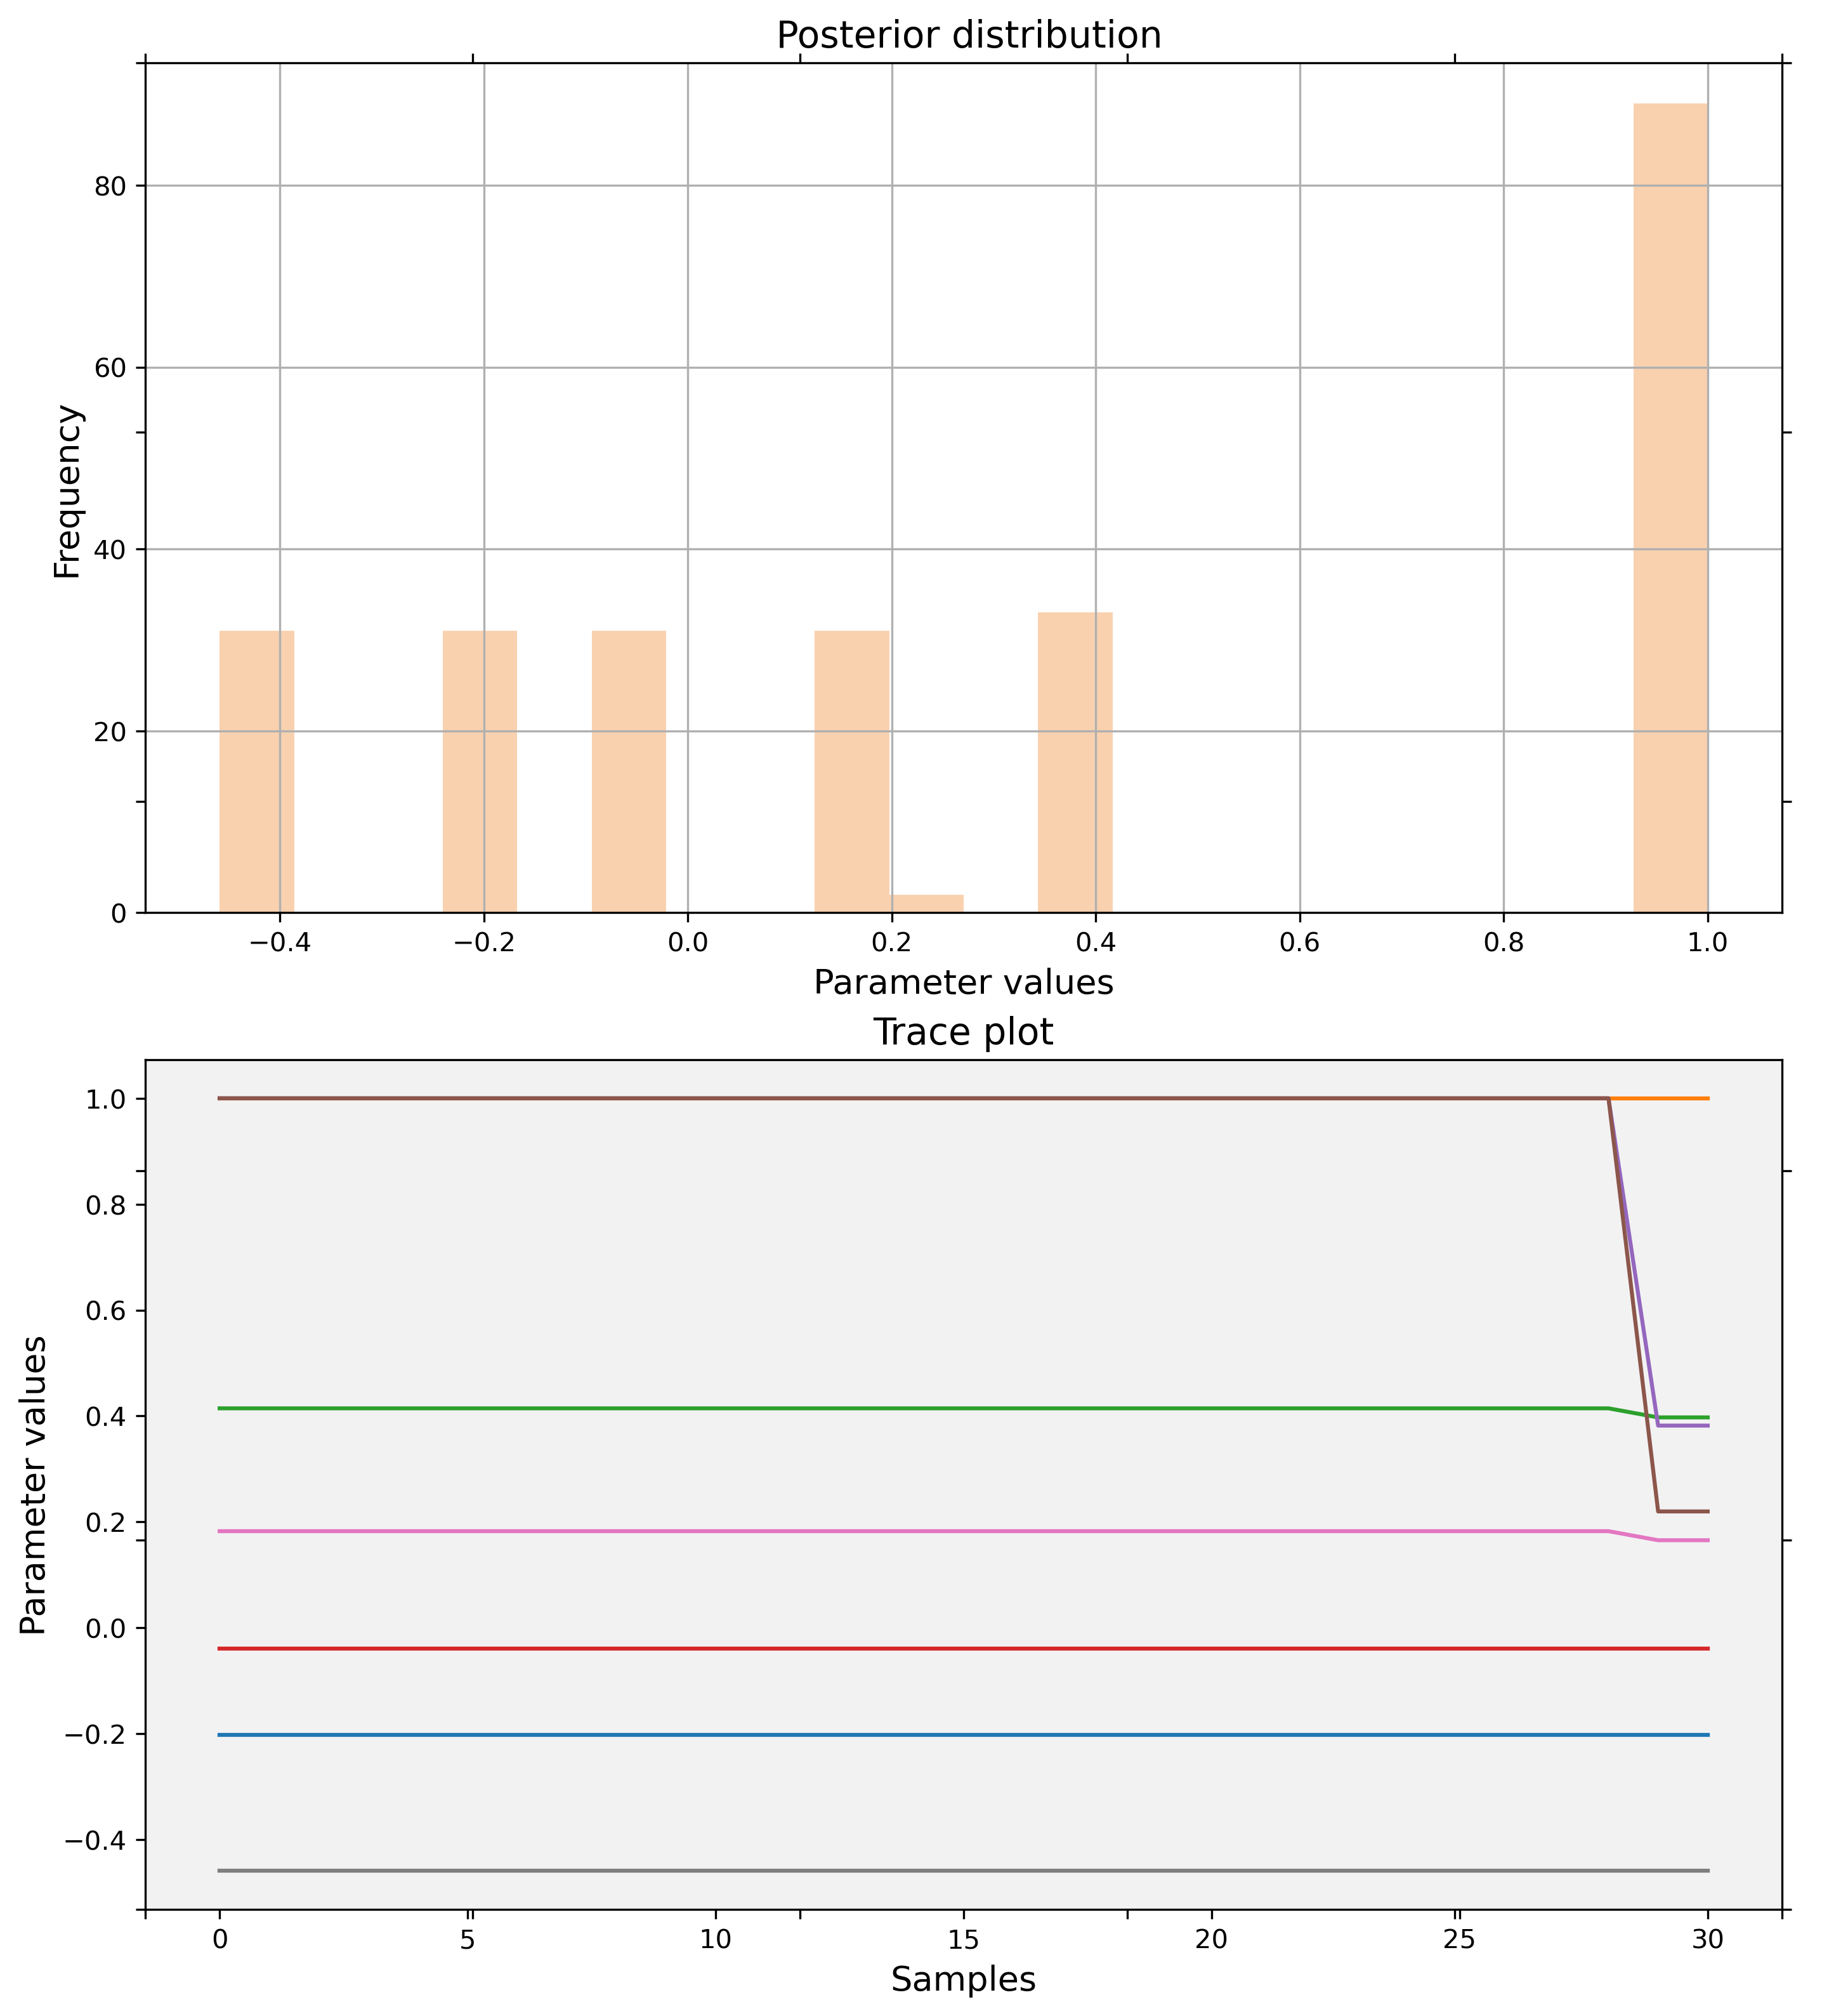 Posterior distribution
80
60
40
20
0
Frequency
−0.4 −0.2 0.0 0.2 0.4 0.6 0.8 1.0
Parameter values
Trace plot
1.0
0.8
0.6
0.4
0.2
0.0
−0.2
−0.4
Parameter values
0 5 10 15 20 25 30
Samples